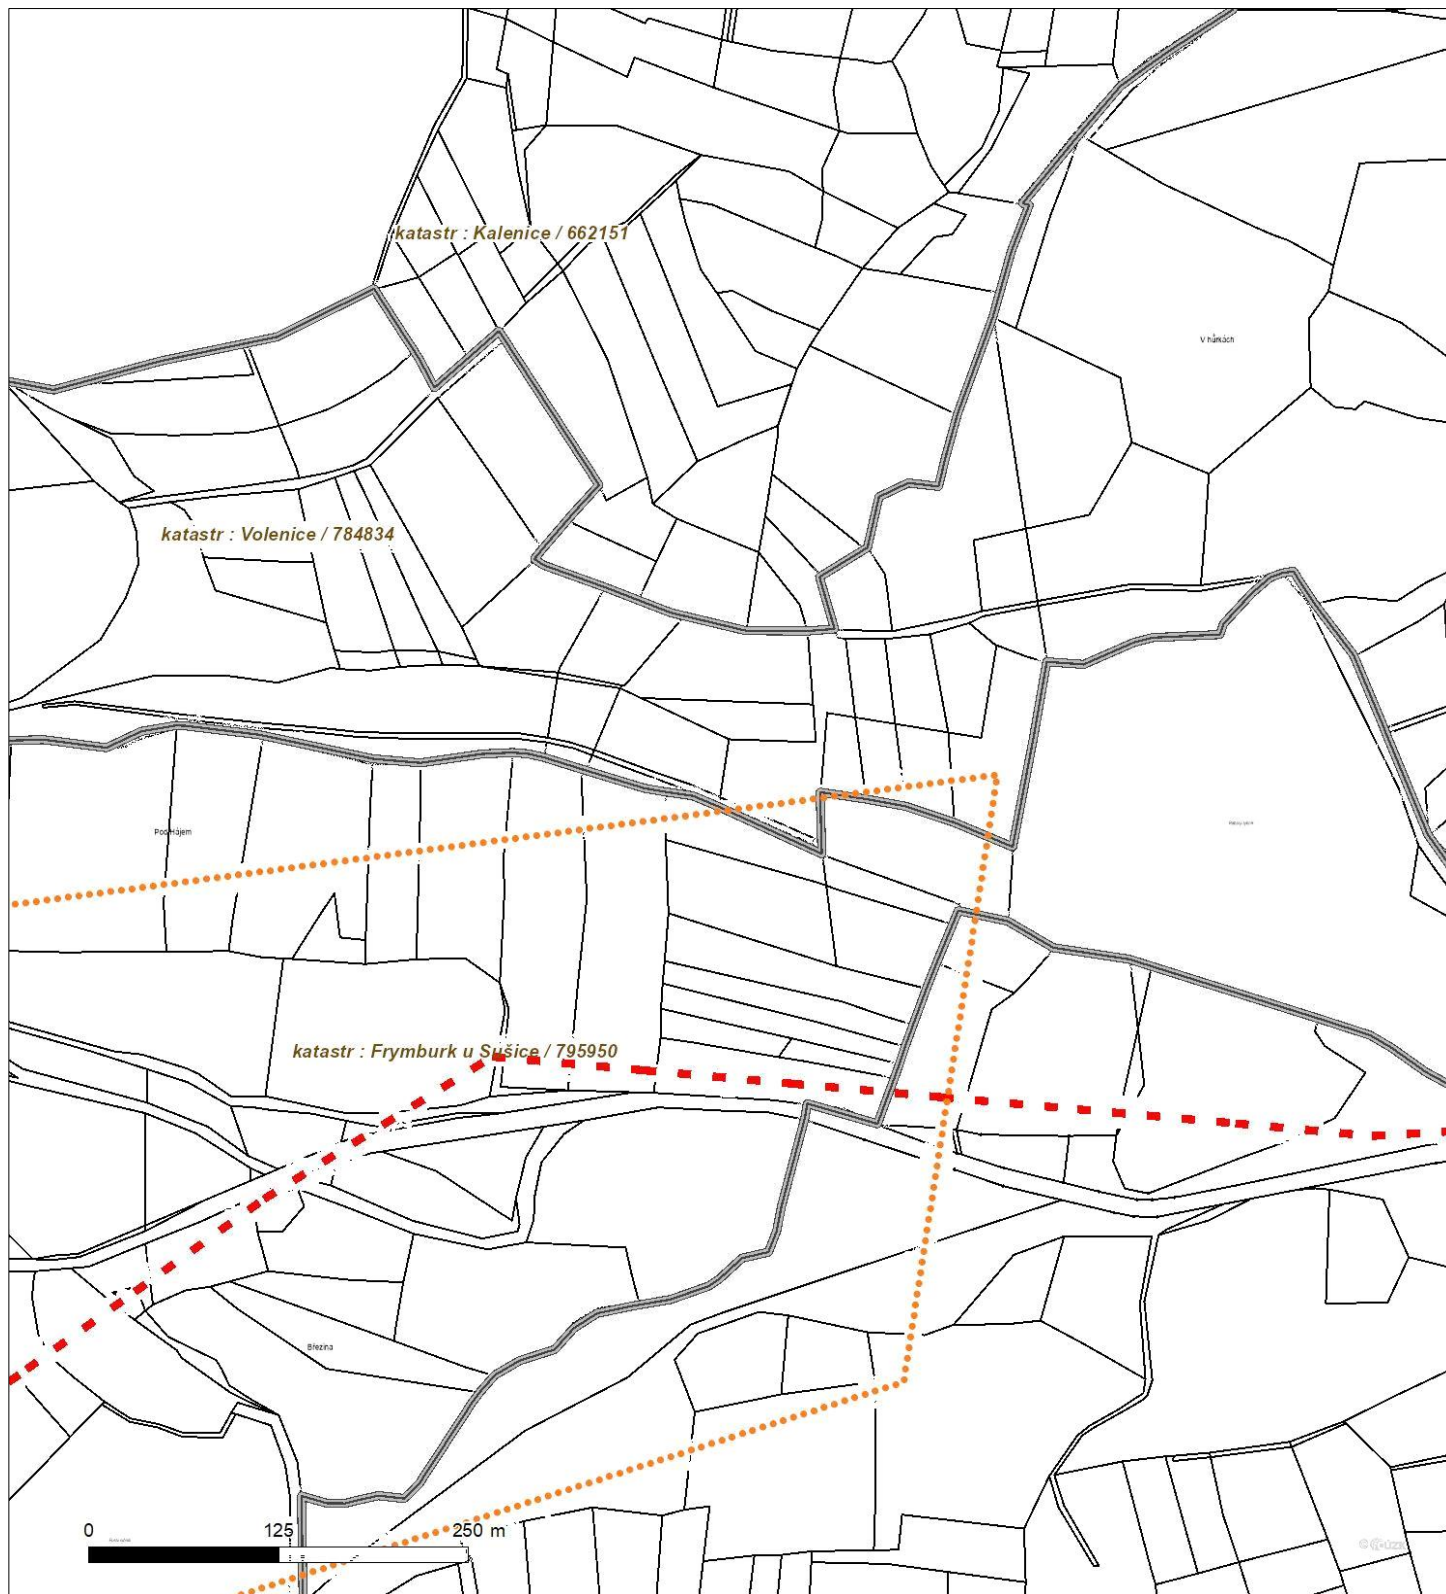 katastr : Kalenice / 662151
V hůrkách
katastr : Volenice / 784834
Pod Hájem
katastr : Frymburk u Sušice / 795950
Březina
0 125 250 m